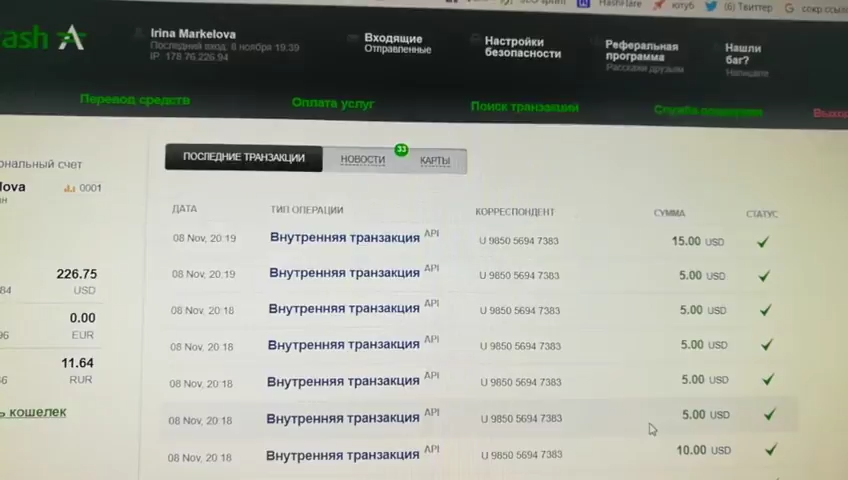 HashFlare ютуб (6) Твиттер сокр
ash
Irina Markelova
Последний вход: 8 ноября 19:39
IP: 178.76.226.94
Входящие
Отправленные
Настройки безопасности
Реферальная программа
Расскажи друзьям
Нашли баг?
Напишите
Перевод средств Оплата услуг Поиск транзакций Служба поддержки
ональный счет
lova 0001
226.75
84 USD
0.00
96 EUR
11.64
RUR
ь кошелек
ПОСЛЕДНИЕ ТРАНЗАКЦИИ НОВОСТИ 33 КАРТЫ
ДАТА ТИП ОПЕРАЦИИ КОРРЕСПОНДЕНТ СУММА СТАТУС
08 Nov, 20:19 Внутренняя транзакция API U 9850 5694 7383 15.00 USD
08 Nov, 20:19 Внутренняя транзакция API U 9850 5694 7383 5.00 USD
08 Nov, 20:18 Внутренняя транзакция API U 9850 5694 7383 5.00 USD
08 Nov, 20:18 Внутренняя транзакция API U 9850 5694 7383 5.00 USD
08 Nov, 20:18 Внутренняя транзакция API U 9850 5694 7383 5.00 USD
08 Nov, 20:18 Внутренняя транзакция API U 9850 5694 7383 5.00 USD
08 Nov, 20:18 Внутренняя транзакция API U 9850 5694 7383 10.00 USD